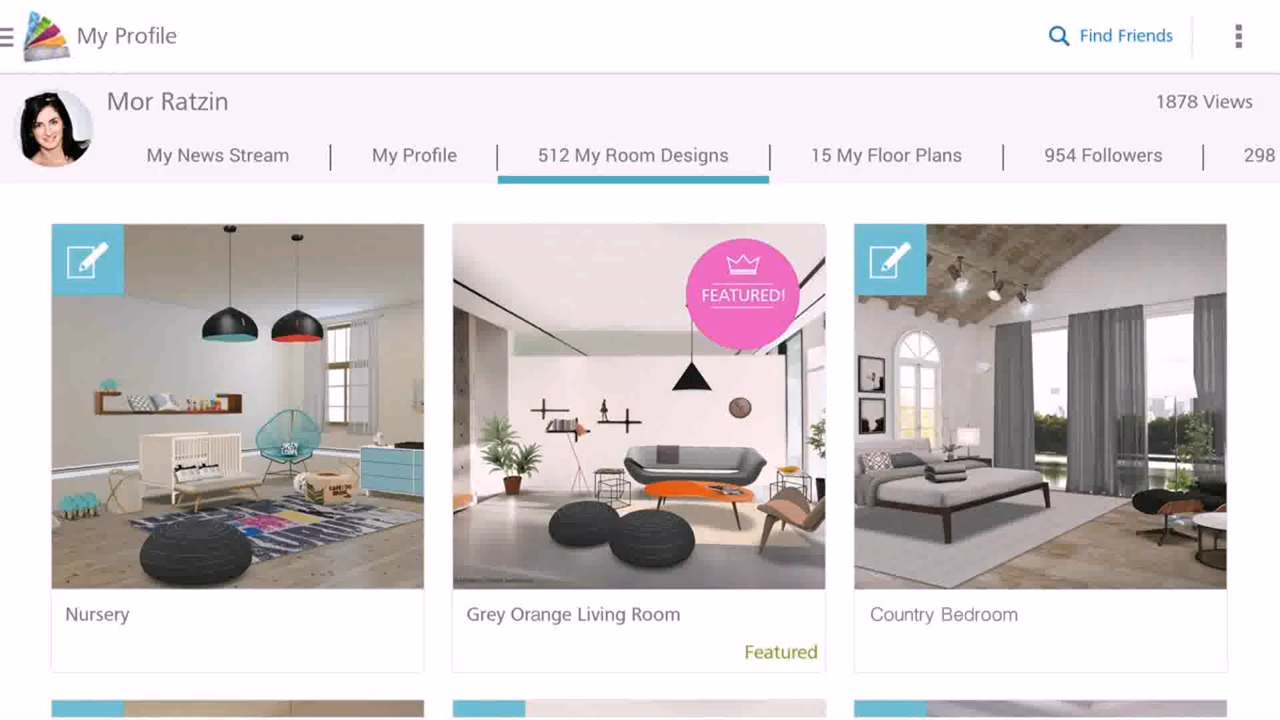 My Profile
Find Friends
Mor Ratzin
1878 Views
My News Stream
My Profile
512 My Room Designs
15 My Floor Plans
954 Followers
298
FEATURED!
Nursery
Grey Orange Living Room
Country Bedroom
Featured